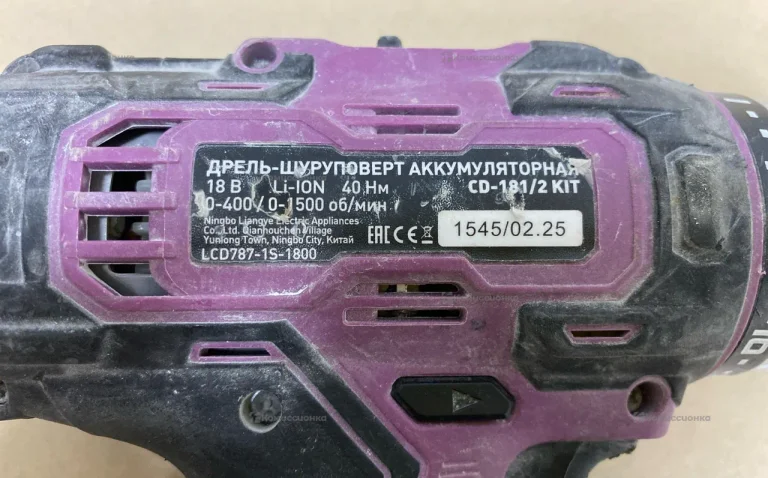 ДРЕЛЬ-ШУРУПОВЕРТ АККУМУЛЯТОРНАЯ
18 В Li-ION 40 Нм CD-181/2 KIT
0-400 / 0-1500 об/мин
Ningbo Liangye Electric Appliances
Co., Ltd. Qianhouchen Village
Yunlong Town, Ningbo City, Китай
EAC CE 1545/02.25
LCD787-1S-1800